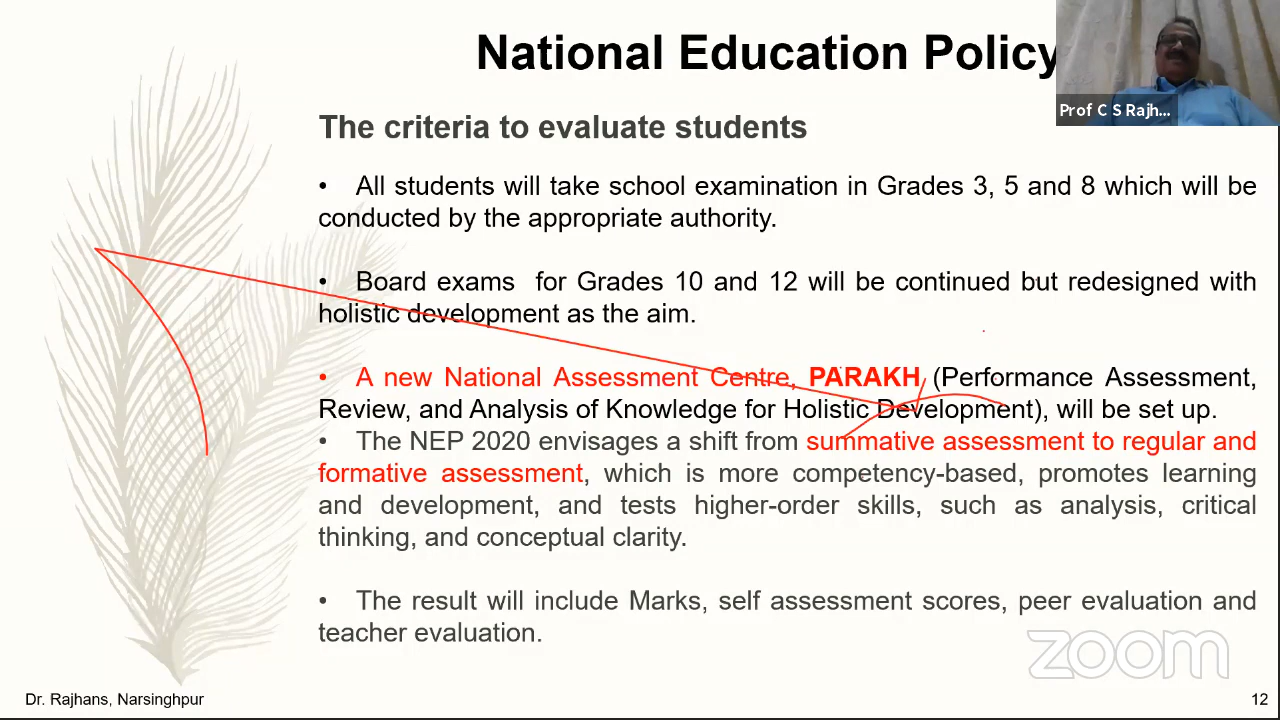 National Education Policy
Prof C S Rajh...
The criteria to evaluate students
• All students will take school examination in Grades 3, 5 and 8 which will be
conducted by the appropriate authority.
• Board exams for Grades 10 and 12 will be continued but redesigned with
holistic development as the aim.
• A new National Assessment Centre, PARAKH (Performance Assessment,
Review, and Analysis of Knowledge for Holistic Development), will be set up.
• The NEP 2020 envisages a shift from summative assessment to regular and
formative assessment, which is more competency-based, promotes learning
and development, and tests higher-order skills, such as analysis, critical
thinking, and conceptual clarity.
• The result will include Marks, self assessment scores, peer evaluation and
teacher evaluation.
zoom
Dr. Rajhans, Narsinghpur
12